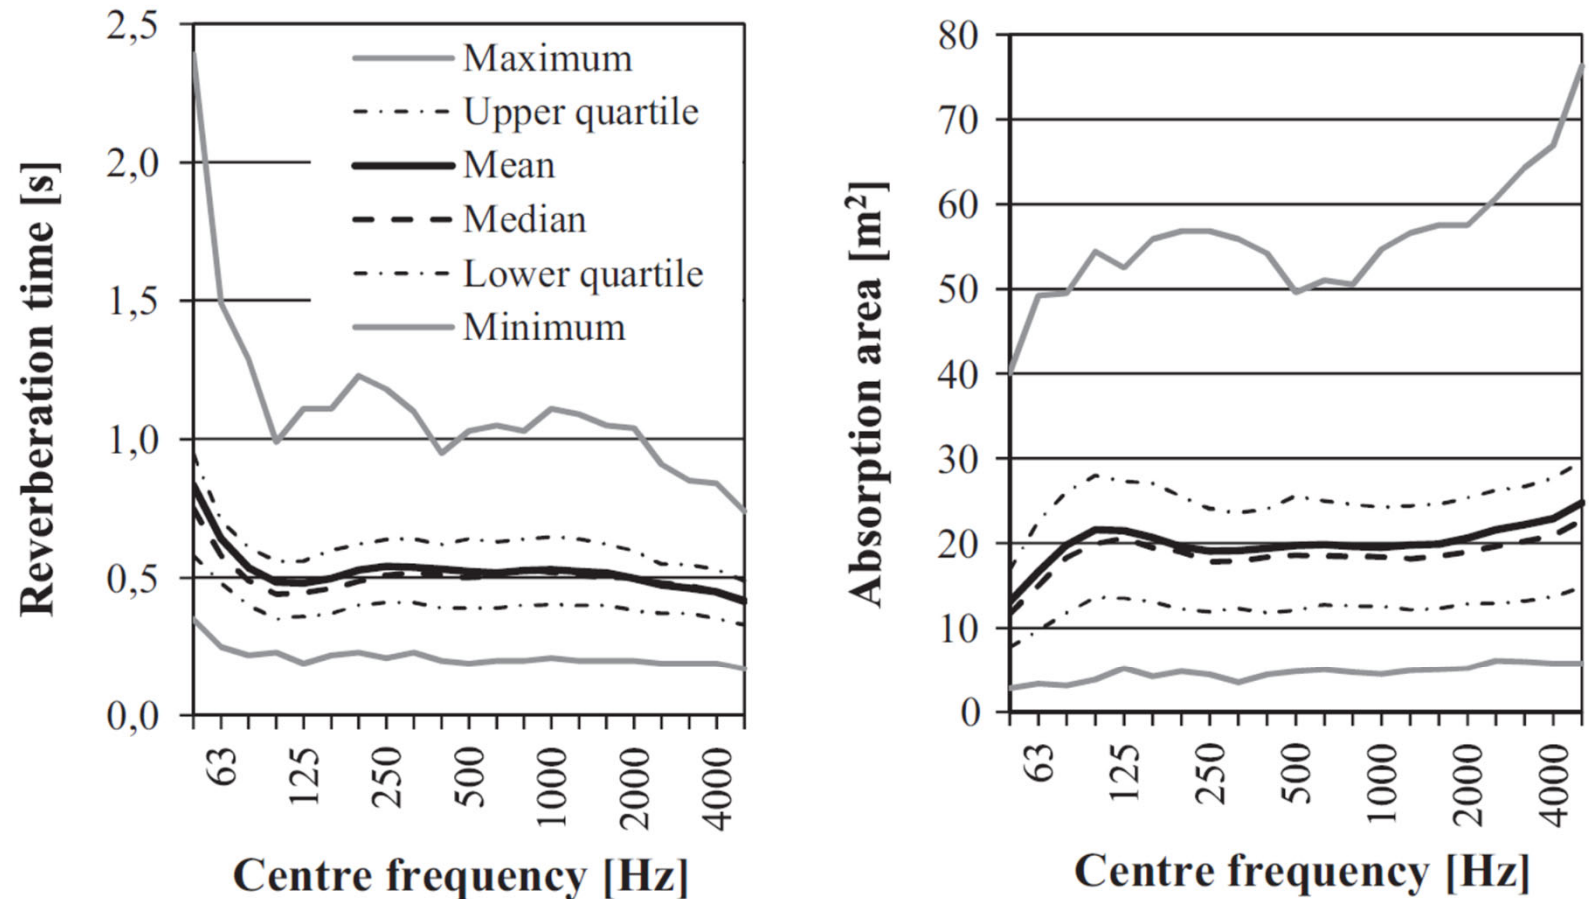 Reverberation time [s]
2,5
2,0
1,5
1,0
0,5
0,0
Maximum
Upper quartile
Mean
Median
Lower quartile
Minimum
63
125
250
500
1000
2000
4000
Centre frequency [Hz]
Absorption area [m²]
80
70
60
50
40
30
20
10
0
63
125
250
500
1000
2000
4000
Centre frequency [Hz]